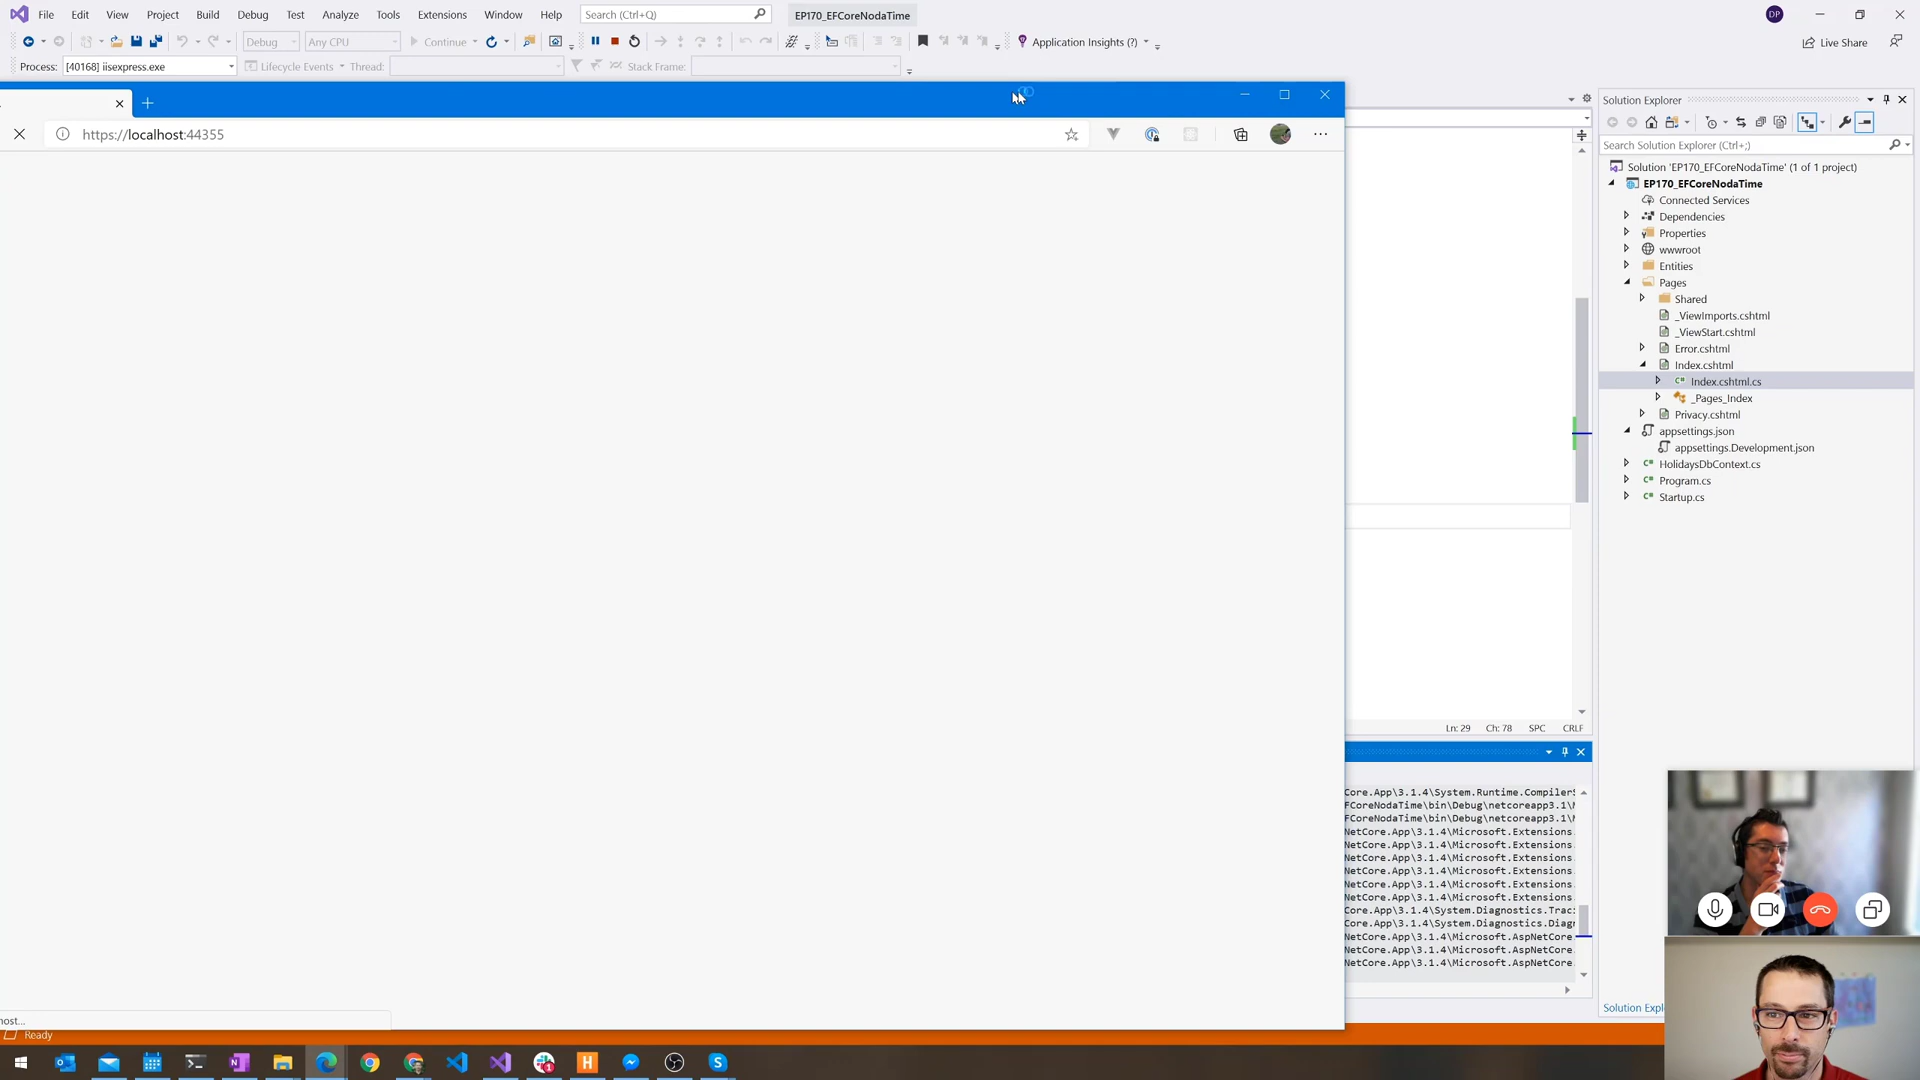 File Edit View Project Build Debug Test Analyze Tools Extensions Window Help Search (Ctrl+Q) EP170_EFCoreNodaTime DP
Debug Any CPU Continue Application Insights (?) Live Share
Process: [40168] iisexpress.exe Lifecycle Events Thread: Stack Frame:
https://localhost:44355
Solution Explorer
Search Solution Explorer (Ctrl+;)
Solution 'EP170_EFCoreNodaTime' (1 of 1 project)
EP170_EFCoreNodaTime
Connected Services
Dependencies
Properties
wwwroot
Entities
Pages
Shared
_ViewImports.cshtml
_ViewStart.cshtml
Error.cshtml
Index.cshtml
C# Index.cshtml.cs
_Pages_Index
Privacy.cshtml
appsettings.json
appsettings.Development.json
C# HolidaysDbContext.cs
C# Program.cs
C# Startup.cs
Ln: 29 Ch: 78 SPC CRLF
Core.App\3.1.4\System.Runtime.CompilerS
FCoreNodaTime\bin\Debug\netcoreapp3.1\
FCoreNodaTime\bin\Debug\netcoreapp3.1\
NetCore.App\3.1.4\Microsoft.Extensions.
NetCore.App\3.1.4\Microsoft.Extensions.
NetCore.App\3.1.4\Microsoft.Extensions.
NetCore.App\3.1.4\Microsoft.Extensions.
NetCore.App\3.1.4\Microsoft.Extensions.
NetCore.App\3.1.4\Microsoft.Extensions.
Core.App\3.1.4\System.Diagnostics.Trac
Core.App\3.1.4\System.Diagnostics.Diag
NetCore.App\3.1.4\Microsoft.AspNetCore.
NetCore.App\3.1.4\Microsoft.AspNetCore.
NetCore.App\3.1.4\Microsoft.AspNetCore.
Solution Explo
nost...
Ready